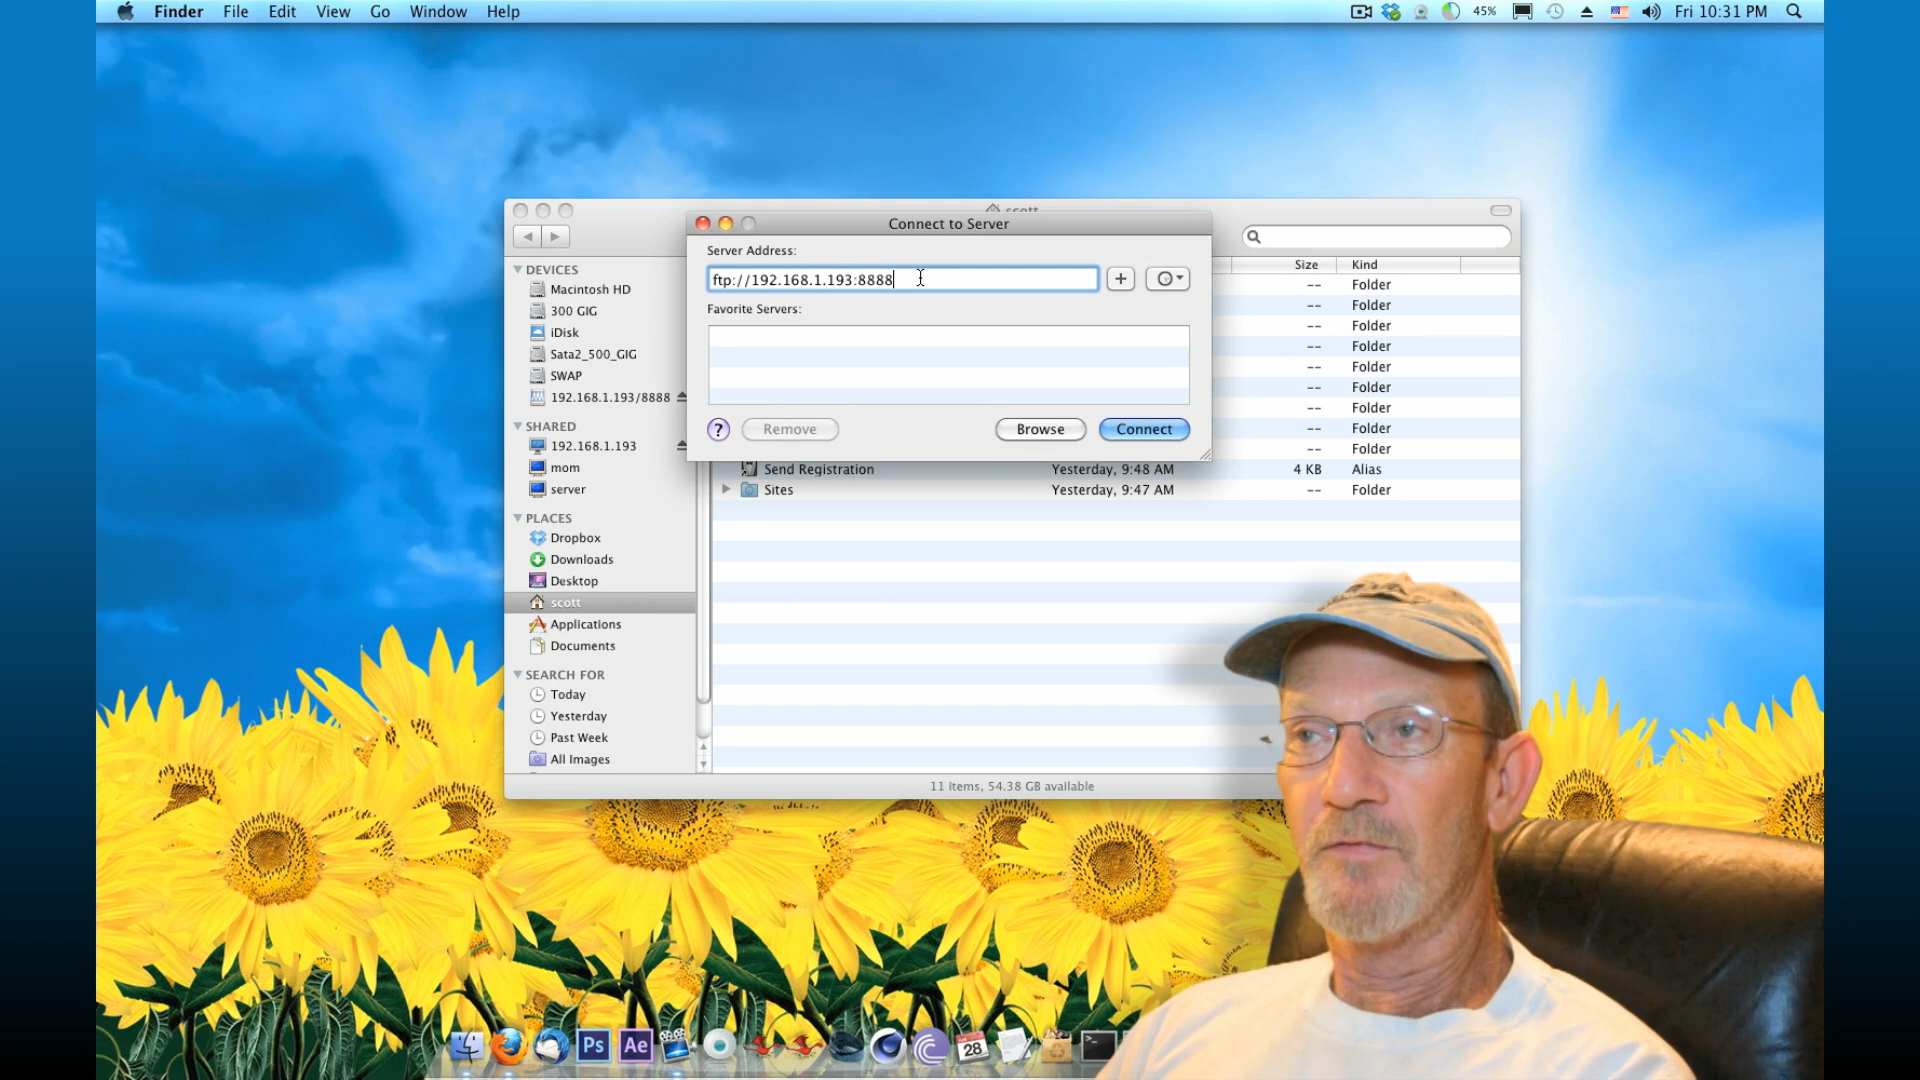 Finder File Edit View Go Window Help
45% Fri 10:31 PM
scott
Connect to Server
Server Address:
ftp://192.168.1.193:8888
Favorite Servers:
? Remove Browse Connect
Size Kind
-- Folder
-- Folder
-- Folder
-- Folder
-- Folder
-- Folder
-- Folder
-- Folder
-- Folder
Send Registration Yesterday, 9:48 AM 4 KB Alias
Sites Yesterday, 9:47 AM -- Folder
DEVICES
Macintosh HD
300 GIG
iDisk
Sata2_500_GIG
SWAP
192.168.1.193/8888
SHARED
192.168.1.193
mom
server
PLACES
Dropbox
Downloads
Desktop
scott
Applications
Documents
SEARCH FOR
Today
Yesterday
Past Week
All Images
11 items, 54.38 GB available
Ps Ae 28